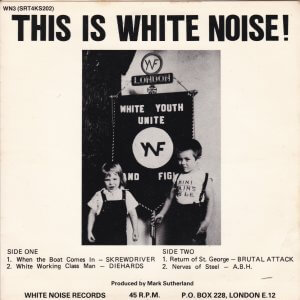 WN3 (SRT4KS202)
THIS IS WHITE NOISE!
LONDON
WHITE YOUTH
UNITE
AND FIG
SIDE ONE
1. When the Boat Comes In – SKREWDRIVER
2. White Working Class Man – DIEHARDS
SIDE TWO
1. Return of St. George – BRUTAL ATTACK
2. Nerves of Steel – A.B.H.
Produced by Mark Sutherland
WHITE NOISE RECORDS 45 R.P.M. P.O. BOX 228, LONDON E.12